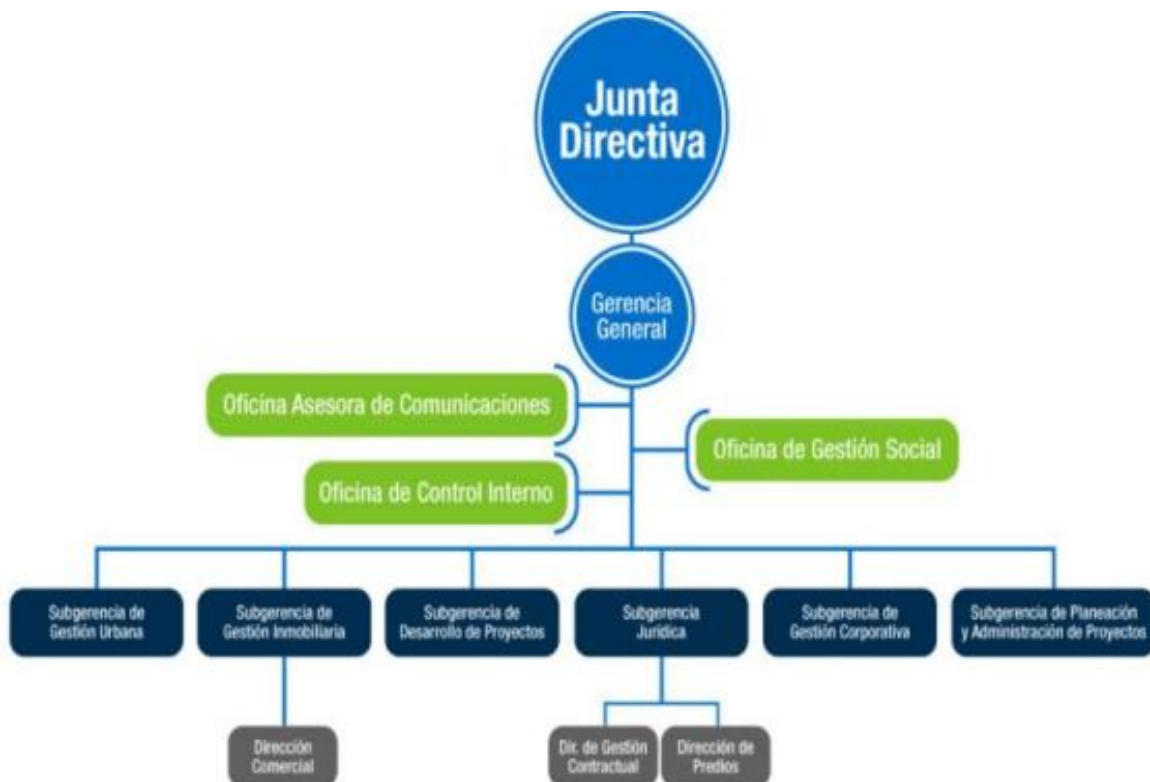 Junta
Directiva
Gerencia
General
Oficina Asesora de Comunicaciones
Oficina de Gestión Social
Oficina de Control Interno
Subgerencia de
Gestión Urbana
Subgerencia de
Gestión Inmobiliaria
Subgerencia de
Desarrollo de Proyectos
Subgerencia
Jurídica
Subgerencia de
Gestión Corporativa
Subgerencia de Planeación
y Administración de Proyectos
Dirección
Comercial
Dir. de Gestión
Contractual
Dirección de
Predios